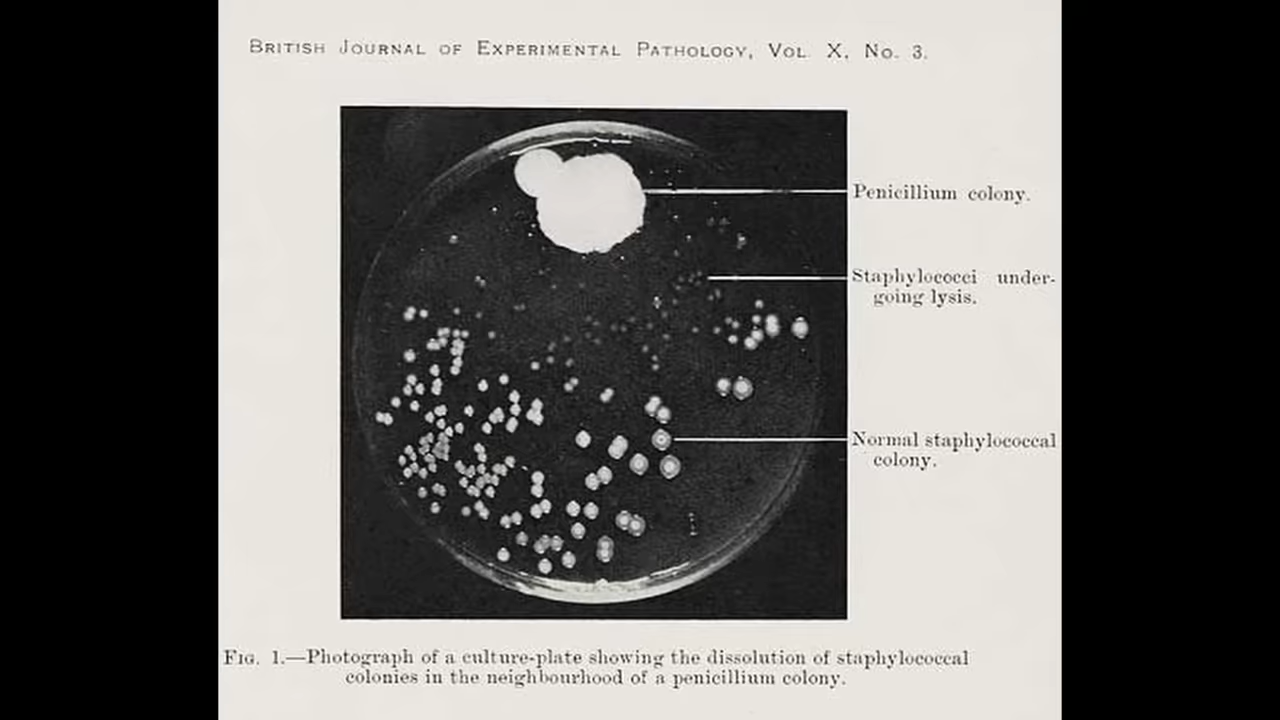 British Journal of Experimental Pathology, Vol. X, No. 3.
Penicillium colony.
Staphylococci under-
going lysis.
Normal staphylococcal
colony.
Fig. 1.—Photograph of a culture-plate showing the dissolution of staphylococcal
colonies in the neighbourhood of a penicillium colony.